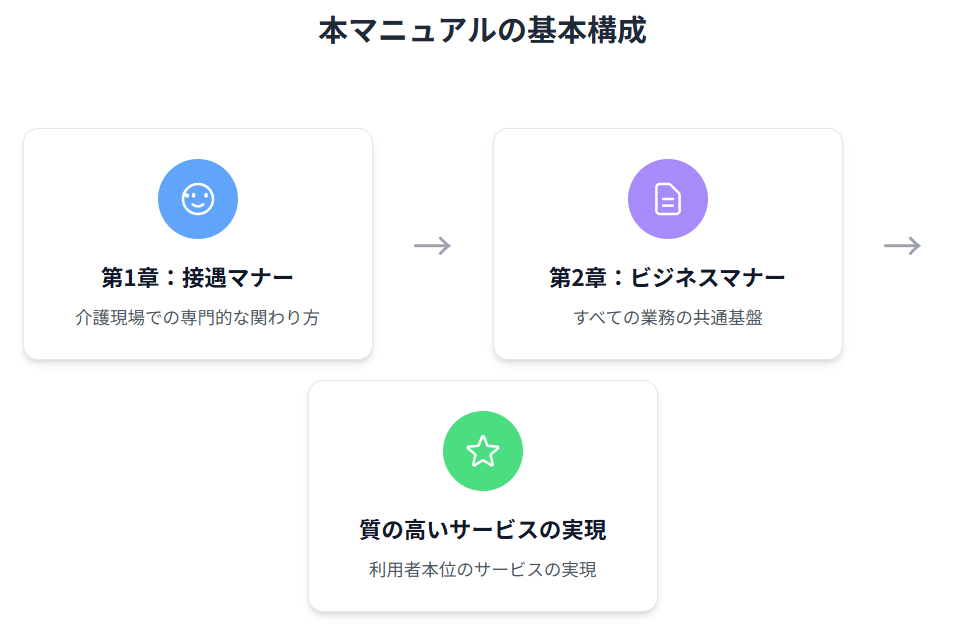 本マニュアルの基本構成
第1章：接遇マナー
介護現場での専門的な関わり方
→
第2章：ビジネスマナー
すべての業務の共通基盤
→
質の高いサービスの実現
利用者本位のサービスの実現